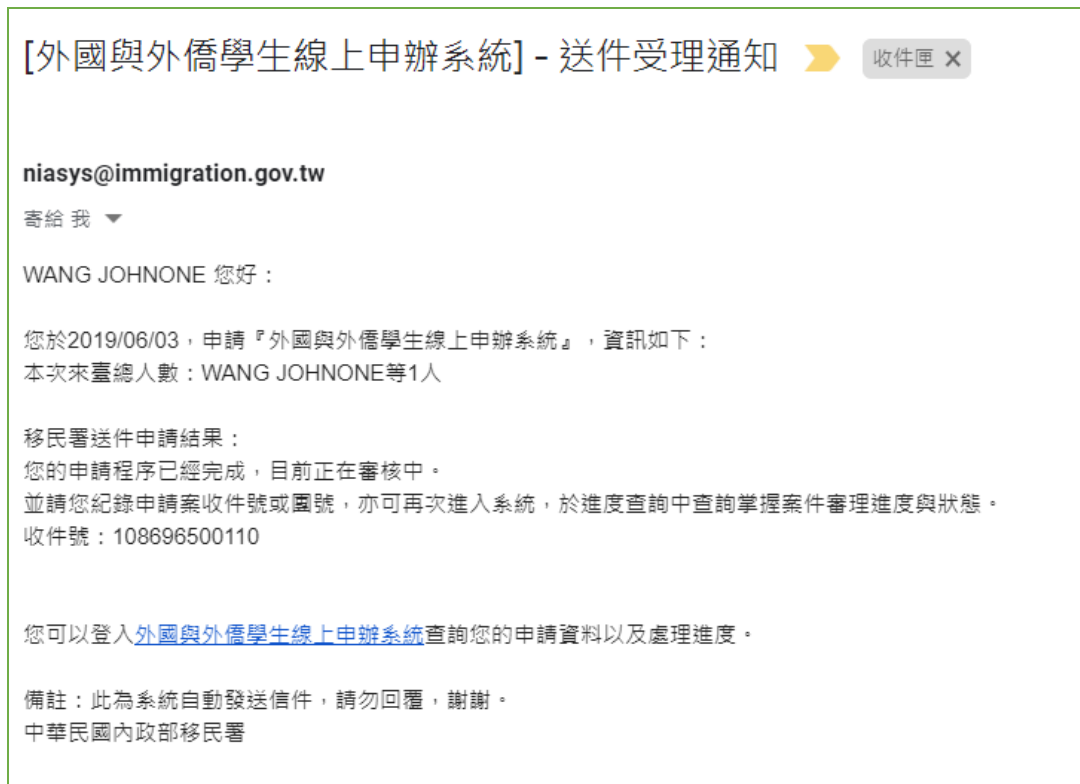 [外國與外僑學生線上申辦系統] - 送件受理通知
收件匣 ×
niasys@immigration.gov.tw
寄給 我
WANG JOHNONE 您好：
您於2019/06/03，申請『外國與外僑學生線上申辦系統』，資訊如下：
本次來臺總人數：WANG JOHNONE等1人
移民署送件申請結果：
您的申請程序已經完成，目前正在審核中。
並請您紀錄申請案收件號或團號，亦可再次進入系統，於進度查詢中查詢掌握案件審理進度與狀態。
收件號：108696500110
您可以登入外國與外僑學生線上申辦系統查詢您的申請資料以及處理進度。
備註：此為系統自動發送信件，請勿回覆，謝謝。
中華民國內政部移民署